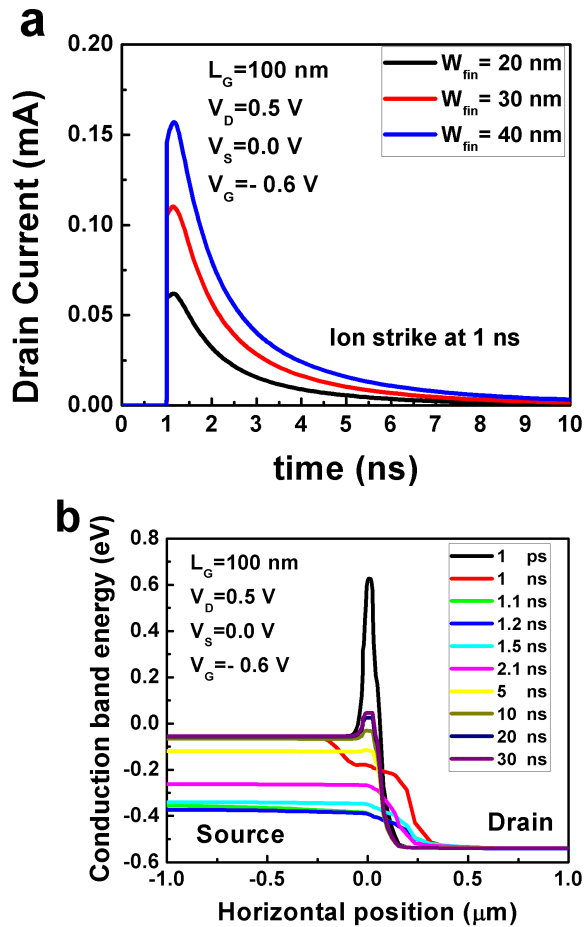 a
0.20
0.15
0.10
0.05
0.00
Drain Current (mA)
L_G=100 nm
V_D=0.5 V
V_S=0.0 V
V_G=- 0.6 V
W_fin= 20 nm
W_fin= 30 nm
W_fin= 40 nm
Ion strike at 1 ns
0 1 2 3 4 5 6 7 8 9 10
time (ns)
b
0.8
0.6
0.4
0.2
0.0
-0.2
-0.4
-0.6
Conduction band energy (eV)
L_G=100 nm
V_D=0.5 V
V_S=0.0 V
V_G=- 0.6 V
1 ps
1 ns
1.1 ns
1.2 ns
1.5 ns
2.1 ns
5 ns
10 ns
20 ns
30 ns
Source
Drain
-1.0 -0.5 0.0 0.5 1.0
Horizontal position (μm)